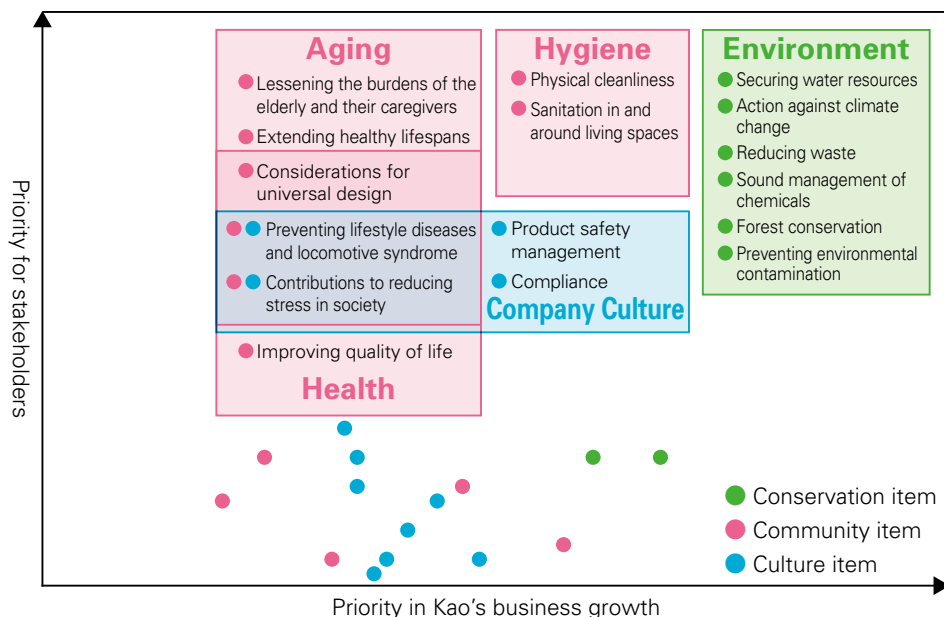 Priority for stakeholders
Aging
Lessening the burdens of the
elderly and their caregivers
Extending healthy lifespans
Considerations for
universal design
Preventing lifestyle diseases
and locomotive syndrome
Contributions to reducing
stress in society
Improving quality of life
Health
Hygiene
Physical cleanliness
Sanitation in and
around living spaces
Product safety
management
Compliance
Company Culture
Environment
Securing water resources
Action against climate
change
Reducing waste
Sound management of
chemicals
Forest conservation
Preventing environmental
contamination
Conservation item
Community item
Culture item
Priority in Kao's business growth